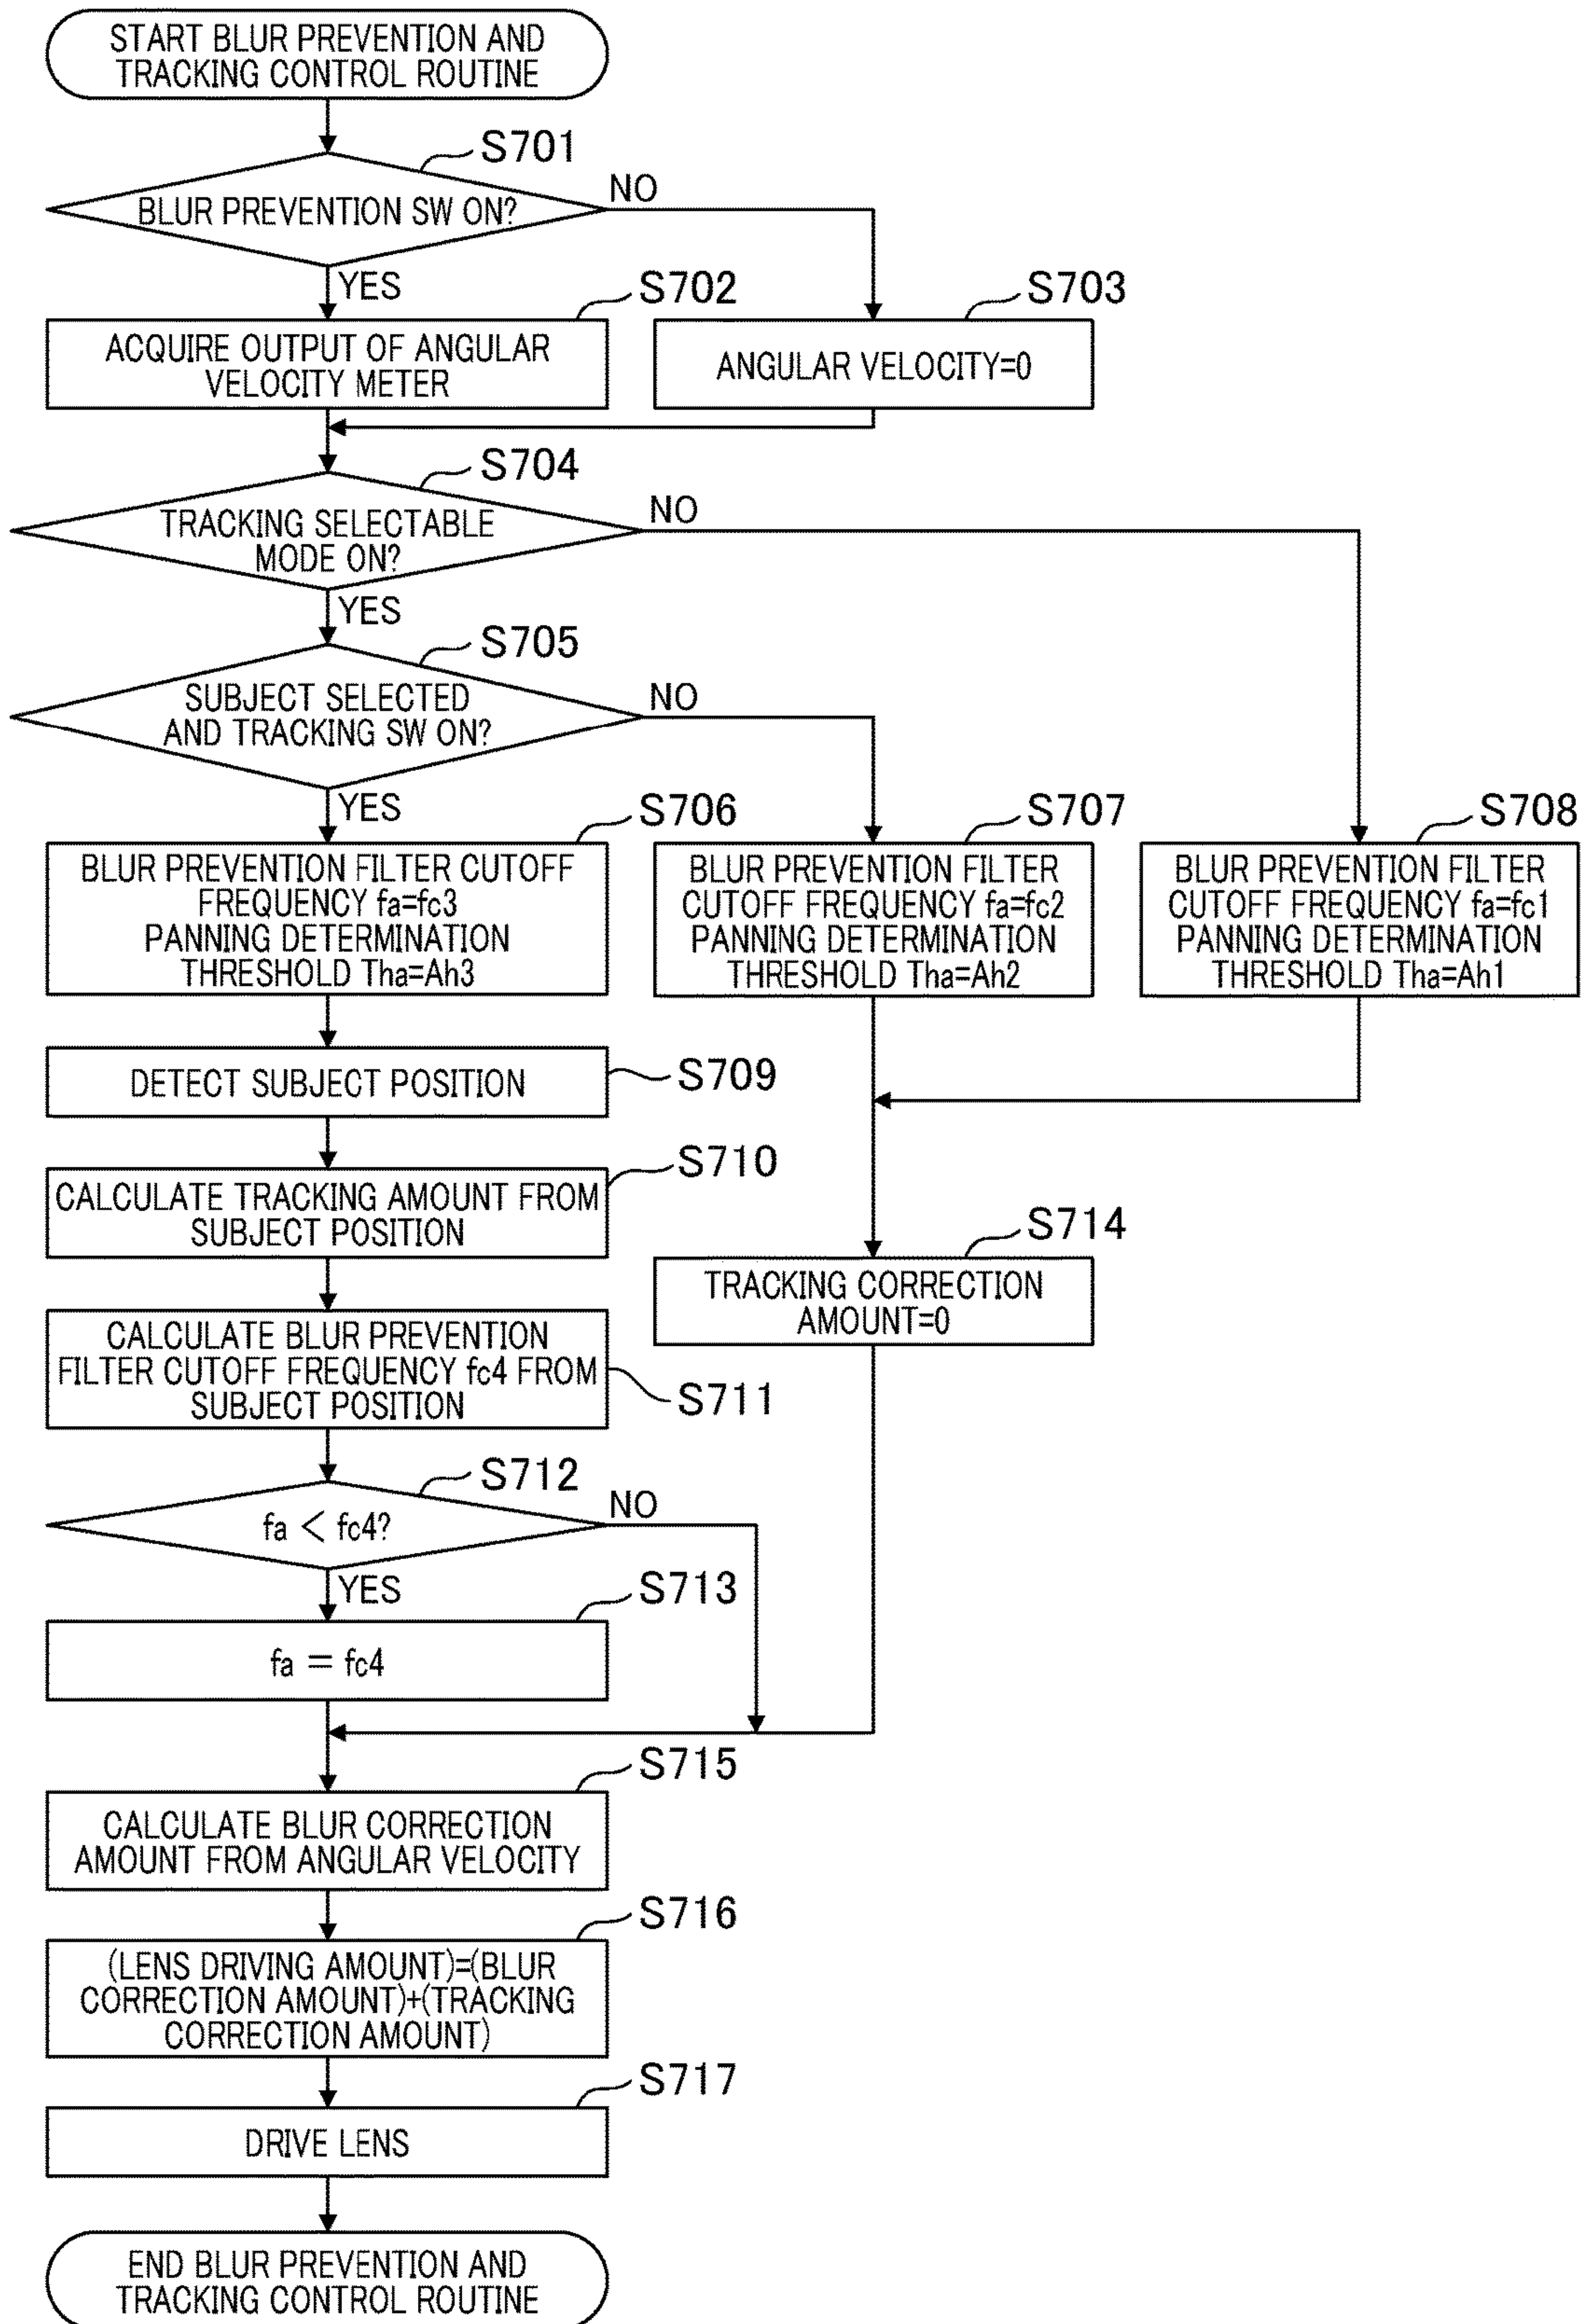 START BLUR PREVENTION AND
TRACKING CONTROL ROUTINE
S701
BLUR PREVENTION SW ON?
NO
YES
S702
ACQUIRE OUTPUT OF ANGULAR
VELOCITY METER
S703
ANGULAR VELOCITY=0
S704
TRACKING SELECTABLE
MODE ON?
NO
YES
S705
SUBJECT SELECTED
AND TRACKING SW ON?
NO
YES
S706
BLUR PREVENTION FILTER CUTOFF
FREQUENCY fa=fc3
PANNING DETERMINATION
THRESHOLD Tha=Ah3
S707
BLUR PREVENTION FILTER
CUTOFF FREQUENCY fa=fc2
PANNING DETERMINATION
THRESHOLD Tha=Ah2
S708
BLUR PREVENTION FILTER
CUTOFF FREQUENCY fa=fc1
PANNING DETERMINATION
THRESHOLD Tha=Ah1
DETECT SUBJECT POSITION
S709
S710
CALCULATE TRACKING AMOUNT FROM
SUBJECT POSITION
S714
TRACKING CORRECTION
AMOUNT=0
CALCULATE BLUR PREVENTION
FILTER CUTOFF FREQUENCY fc4 FROM
SUBJECT POSITION
S711
S712
fa < fc4?
NO
YES
S713
fa = fc4
S715
CALCULATE BLUR CORRECTION
AMOUNT FROM ANGULAR VELOCITY
S716
(LENS DRIVING AMOUNT)=(BLUR
CORRECTION AMOUNT)+(TRACKING
CORRECTION AMOUNT)
S717
DRIVE LENS
END BLUR PREVENTION AND
TRACKING CONTROL ROUTINE